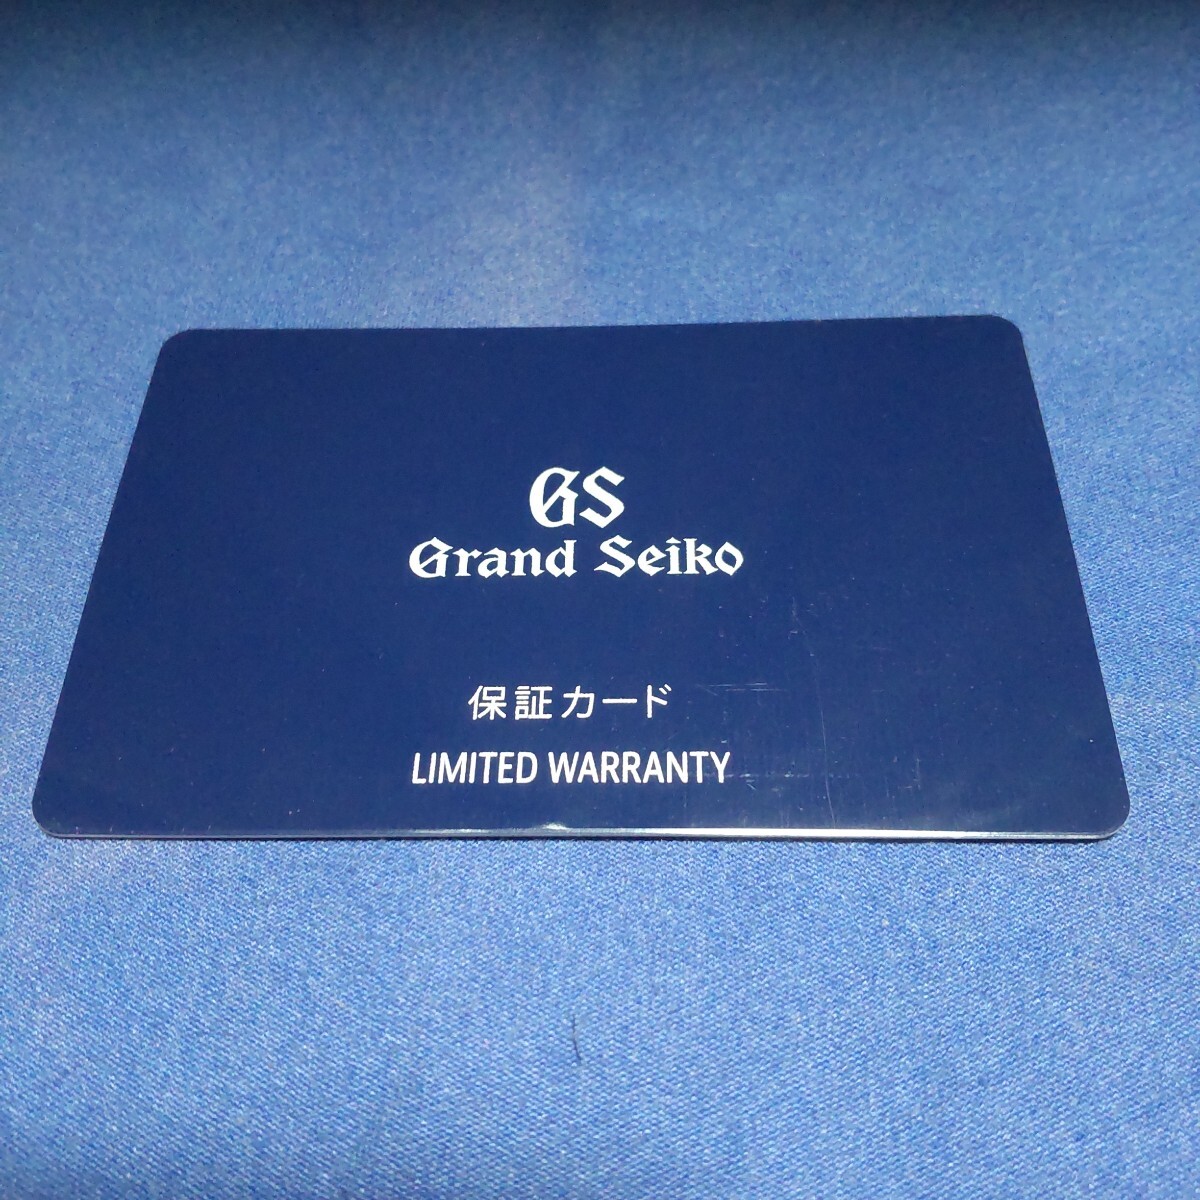 GS
Grand Seiko
保証カード
LIMITED WARRANTY